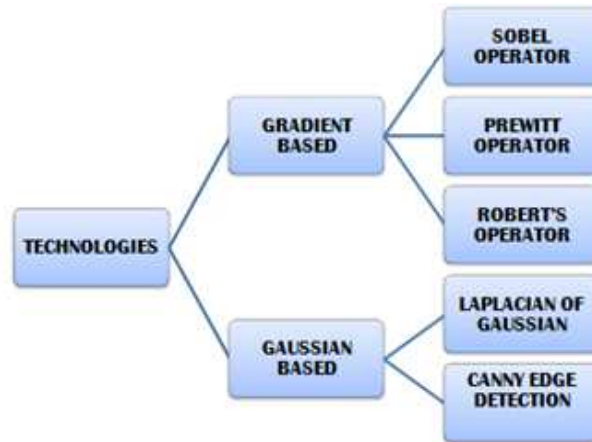 SOBEL
OPERATOR
GRADIENT
BASED
PREWITT
OPERATOR
ROBERT'S
OPERATOR
TECHNOLOGIES
LAPLACIAN OF
GAUSSIAN
GAUSSIAN
BASED
CANNY EDGE
DETECTION